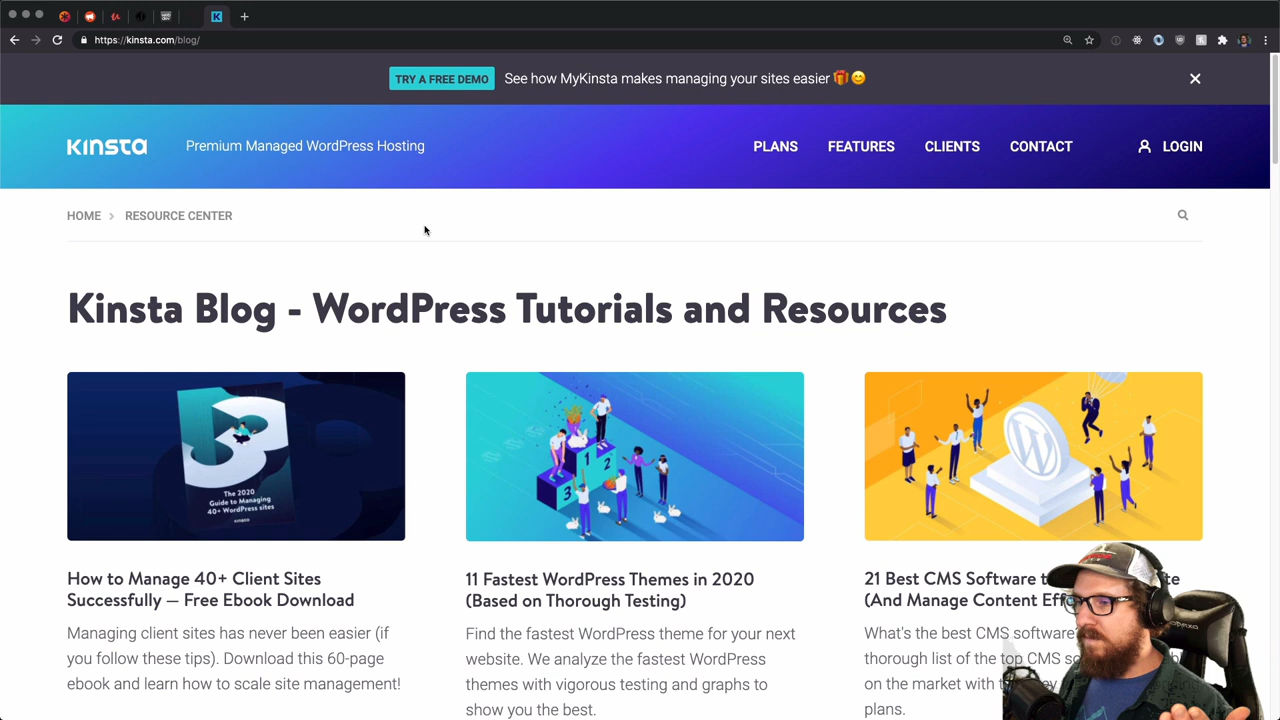 https://kinsta.com/blog/
TRY A FREE DEMO See how MyKinsta makes managing your sites easier 🎁😊
KINSTA Premium Managed WordPress Hosting PLANS FEATURES CLIENTS CONTACT LOGIN
HOME > RESOURCE CENTER
Kinsta Blog - WordPress Tutorials and Resources
The 2020
Guide to Managing
40+ WordPress sites
KINSTA
1
2
3
How to Manage 40+ Client Sites
Successfully — Free Ebook Download
Managing client sites has never been easier (if
you follow these tips). Download this 60-page
ebook and learn how to scale site management!
11 Fastest WordPress Themes in 2020
(Based on Thorough Testing)
Find the fastest WordPress theme for your next
website. We analyze the fastest WordPress
themes with vigorous testing and graphs to
show you the best.
21 Best CMS Software
(And Manage Content
What's the best CMS software
thorough list of the top CMS
on the market with
plans.